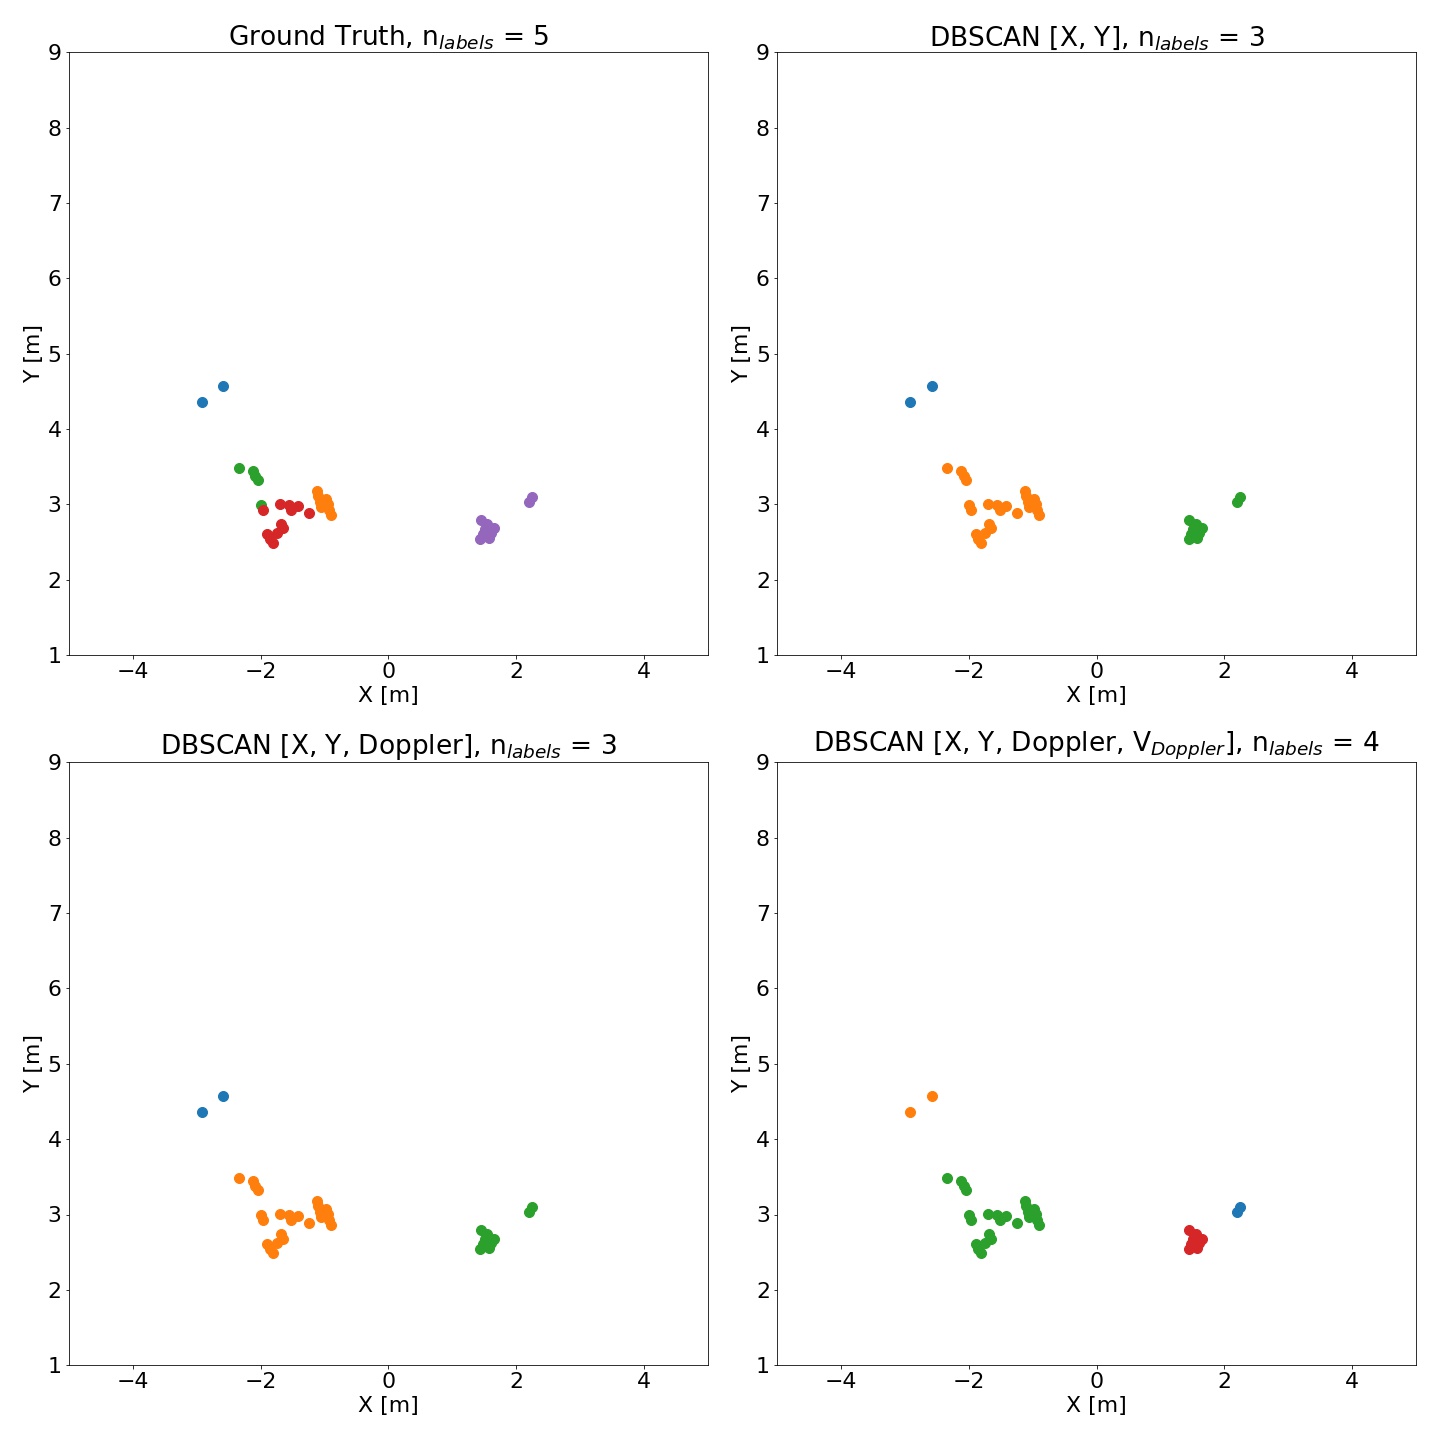 Ground Truth, n_labels = 5
9
8
7
6
5
4
3
2
1
Y [m]
−4 −2 0 2 4
X [m]
DBSCAN [X, Y], n_labels = 3
9
8
7
6
5
4
3
2
1
Y [m]
−4 −2 0 2 4
X [m]
DBSCAN [X, Y, Doppler], n_labels = 3
9
8
7
6
5
4
3
2
1
Y [m]
−4 −2 0 2 4
X [m]
DBSCAN [X, Y, Doppler, V_Doppler], n_labels = 4
9
8
7
6
5
4
3
2
1
Y [m]
−4 −2 0 2 4
X [m]